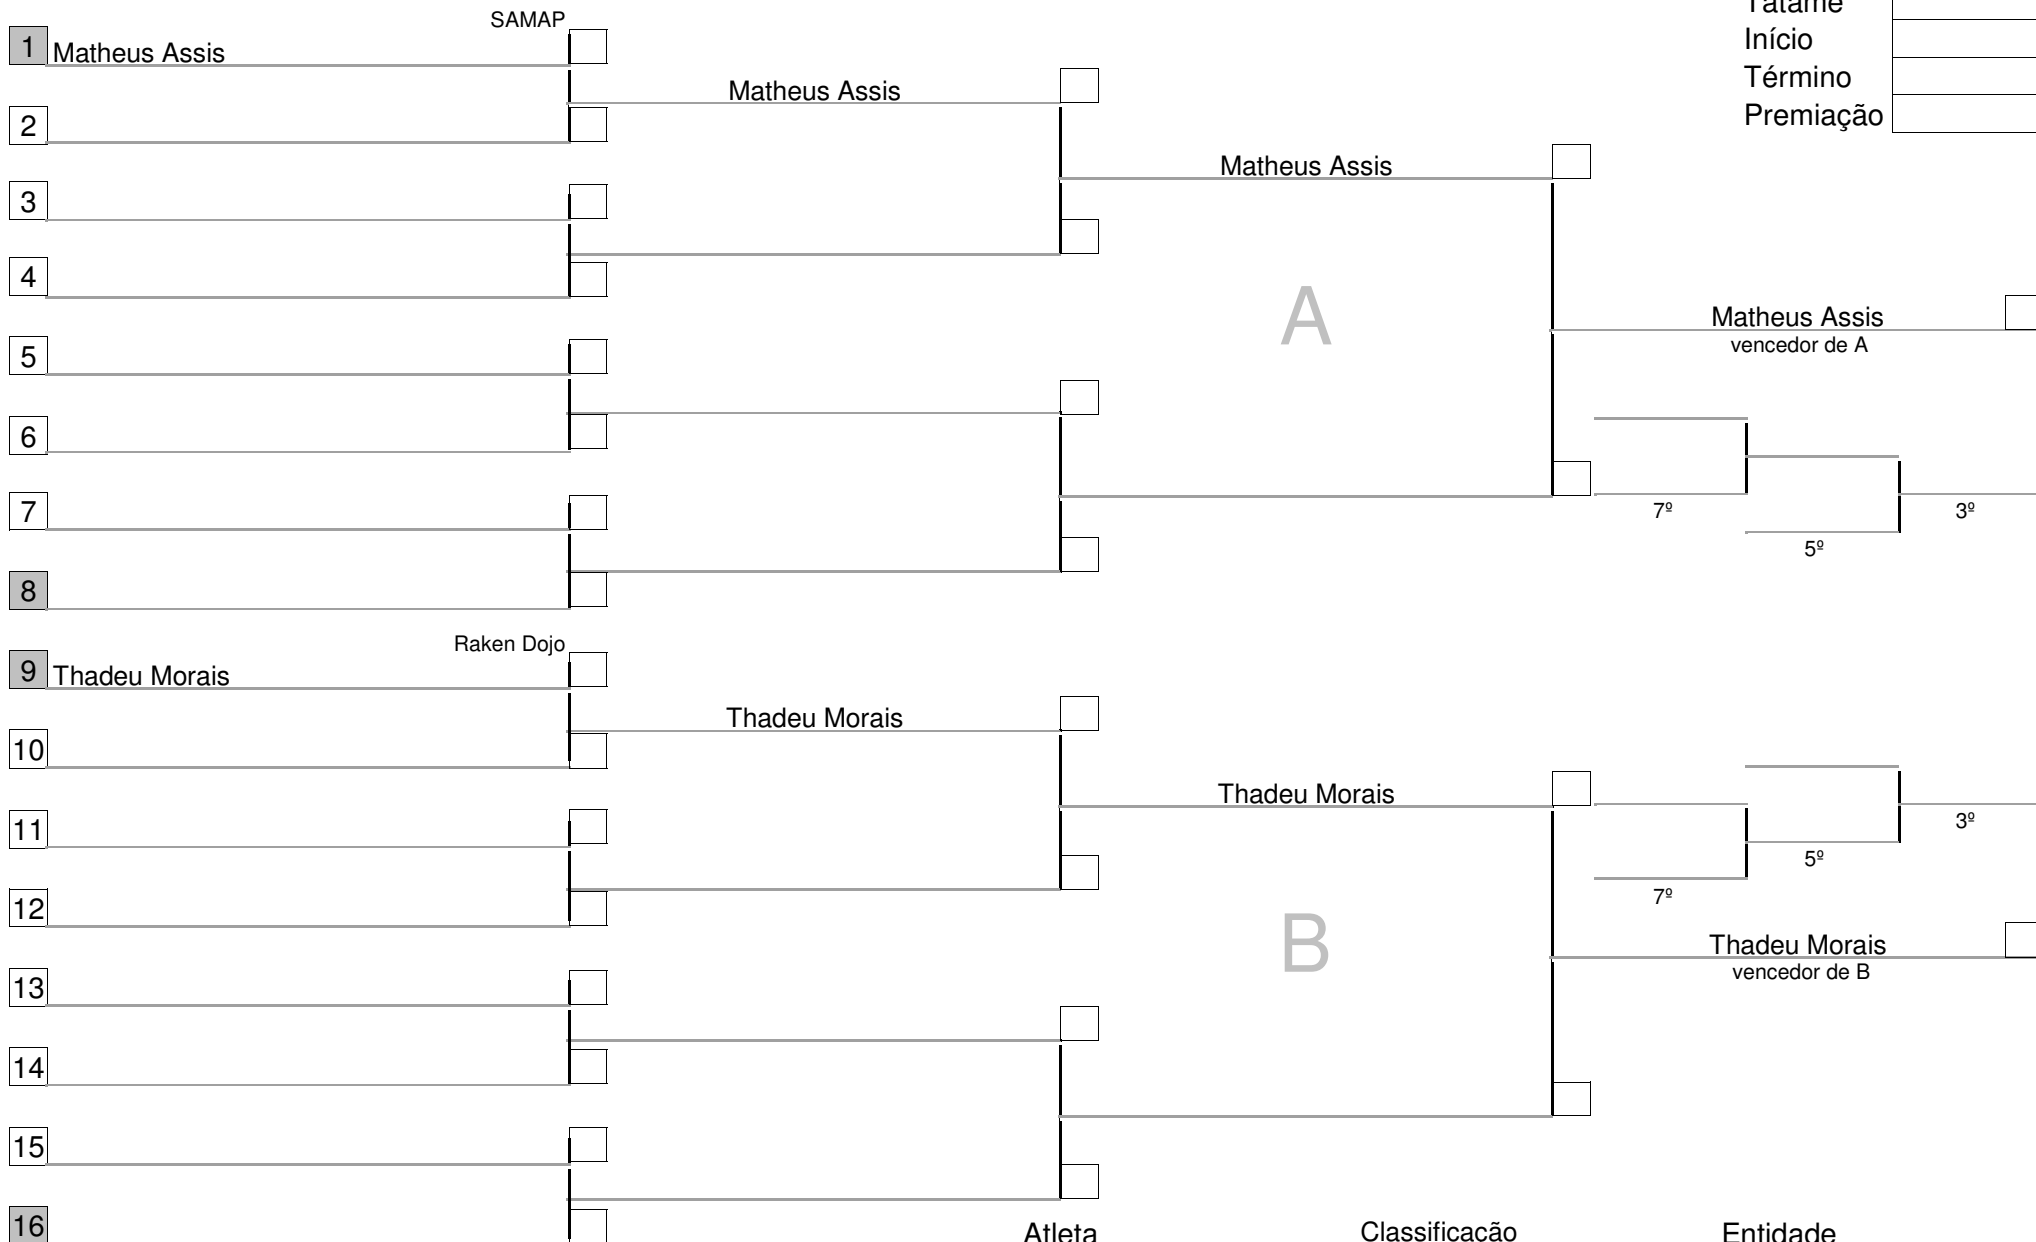 SAMAP
Tatame
1 Matheus Assis
Início
Matheus Assis
Término
2
Premiação
Matheus Assis
3
4
A
Matheus Assis
vencedor de A
5
6
7
7º
3º
5º
8
Raken Dojo
9 Thadeu Morais
Thadeu Morais
10
Thadeu Morais
11
3º
5º
7º
12
B
Thadeu Morais
vencedor de B
13
14
15
16
Atleta
Classificação
Entidade